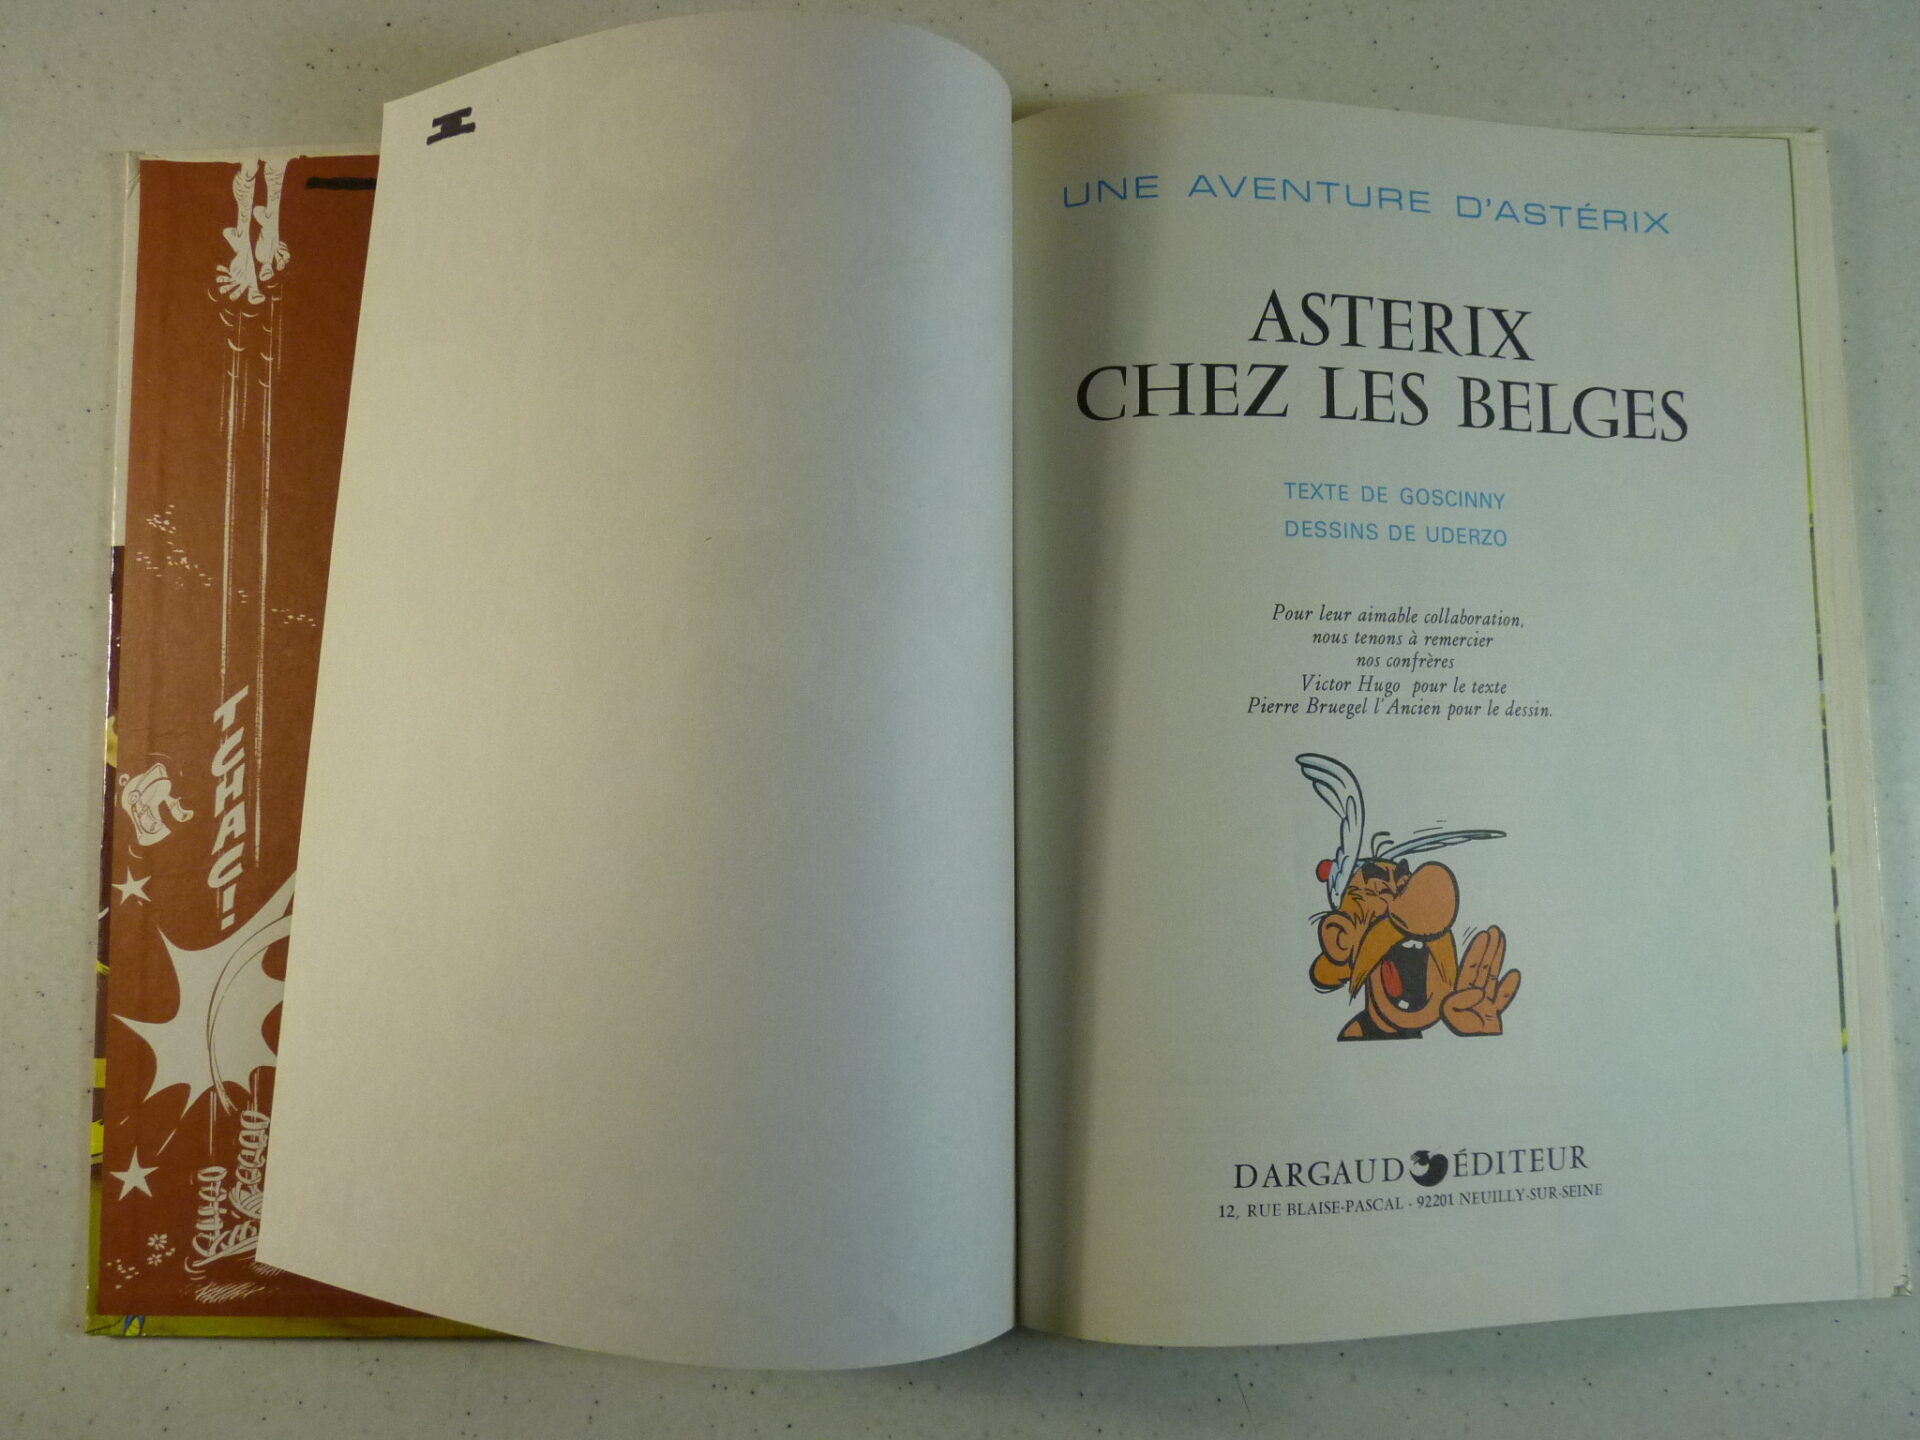 TCHAC!
UNE AVENTURE D'ASTÉRIX
ASTERIX
CHEZ LES BELGES
TEXTE DE GOSCINNY
DESSINS DE UDERZO
Pour leur aimable collaboration,
nous tenons à remercier
nos confrères
Victor Hugo pour le texte
Pierre Bruegel l'Ancien pour le dessin.
DARGAUD ÉDITEUR
12, RUE BLAISE-PASCAL · 92201 NEUILLY-SUR-SEINE